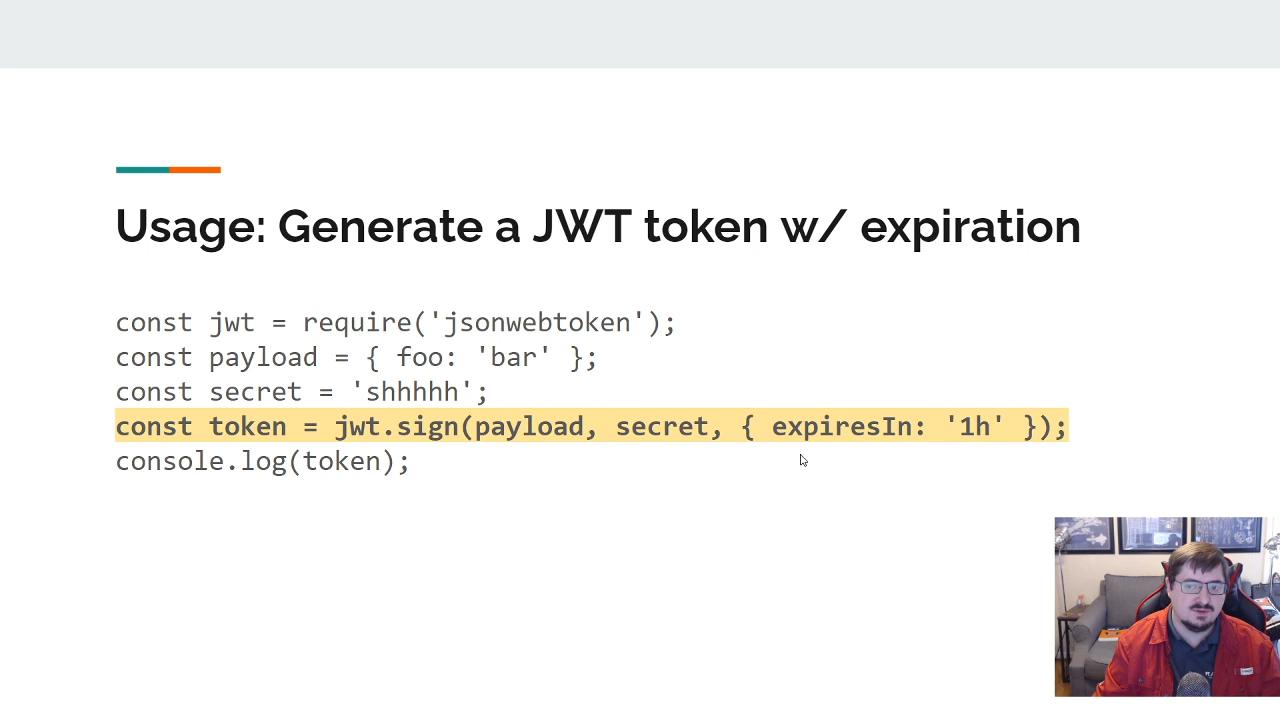 Usage: Generate a JWT token w/ expiration
const jwt = require('jsonwebtoken');
const payload = { foo: 'bar' };
const secret = 'shhhhh';
const token = jwt.sign(payload, secret, { expiresIn: '1h' });
console.log(token);